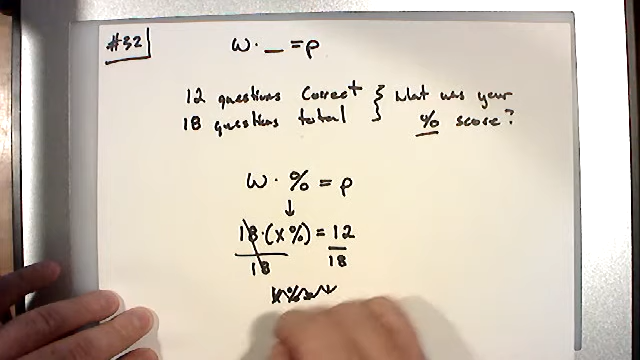 #32
w · _ = p
12 questions correct } What was your
18 questions total } % score?
w · % = p
↓
18 · (x%) = 12
18 18